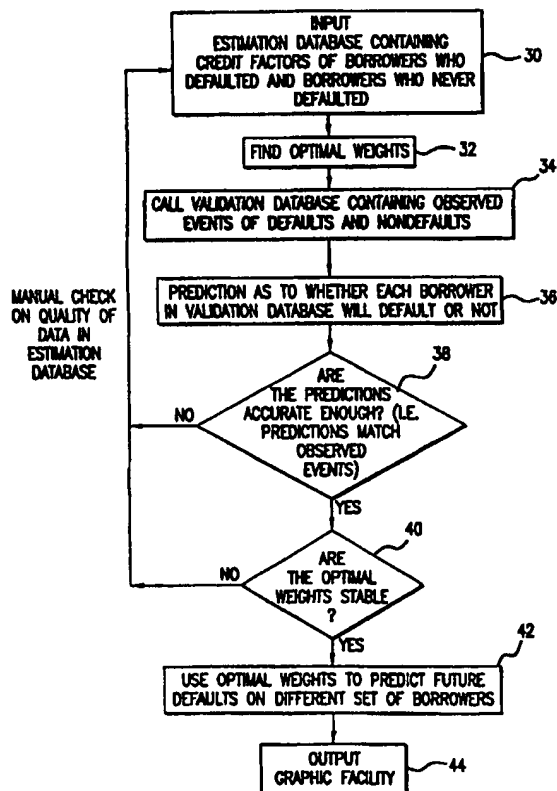 INPUT
ESTIMATION DATABASE CONTAINING
CREDIT FACTORS OF BORROWERS WHO
DEFAULTED AND BORROWERS WHO NEVER
DEFAULTED
30
FIND OPTIMAL WEIGHTS
32
34
CALL VALIDATION DATABASE CONTAINING OBSERVED
EVENTS OF DEFAULTS AND NONDEFAULTS
PREDICTION AS TO WHETHER EACH BORROWER
IN VALIDATION DATABASE WILL DEFAULT OR NOT
36
MANUAL CHECK
ON QUALITY OF
DATA IN
ESTIMATION
DATABASE
38
ARE
THE PREDICTIONS
ACCURATE ENOUGH? (I.E.
PREDICTIONS MATCH
OBSERVED
EVENTS)
NO
YES
40
ARE
THE OPTIMAL
WEIGHTS STABLE
?
NO
YES
42
USE OPTIMAL WEIGHTS TO PREDICT FUTURE
DEFAULTS ON DIFFERENT SET OF BORROWERS
OUTPUT
GRAPHIC FACILITY
44